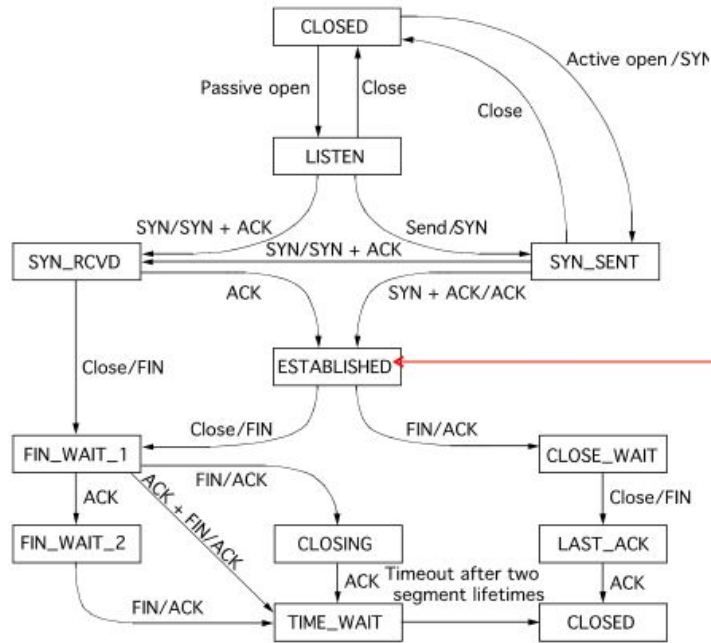 CLOSED
Active open /SYN
Passive open
Close
Close
LISTEN
SYN/SYN + ACK
Send/SYN
SYN/SYN + ACK
SYN_RCVD
SYN_SENT
ACK
SYN + ACK/ACK
Close/FIN
ESTABLISHED
Close/FIN
FIN/ACK
FIN_WAIT_1
CLOSE_WAIT
FIN/ACK
ACK
ACK + FIN/ACK
Close/FIN
FIN_WAIT_2
CLOSING
LAST_ACK
ACK
Timeout after two
segment lifetimes
ACK
FIN/ACK
TIME_WAIT
CLOSED